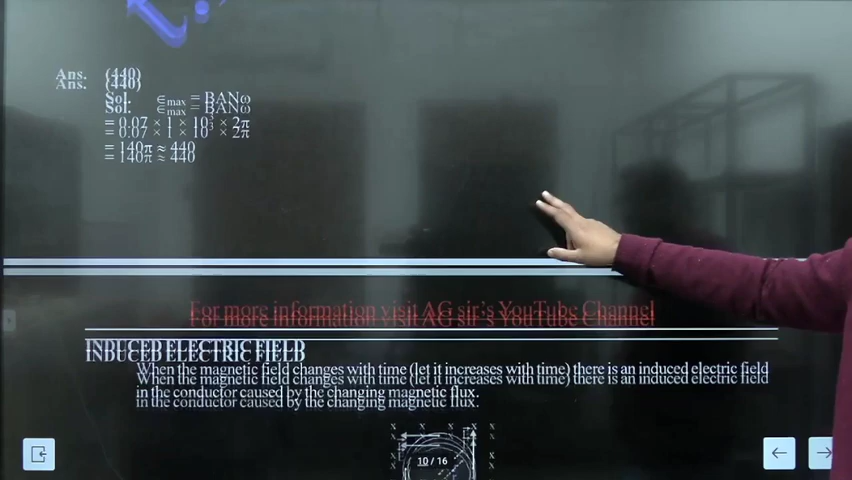 Ans. (440)
Sol. ∈max = BANω
= 0.07 × 1 × 10³ × 2π
= 140π ≈ 440
For more information visit AG sir's YouTube Channel
INDUCED ELECTRIC FIELD
When the magnetic field changes with time (let it increases with time) there is an induced electric field
in the conductor caused by the changing magnetic flux.
x x x x x
10 / 16